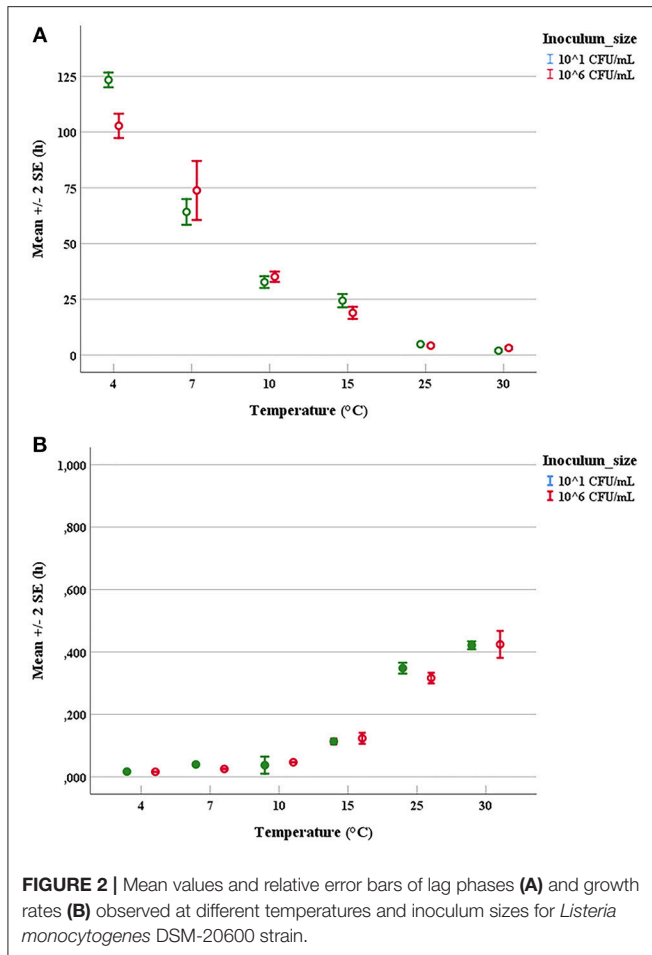 A
Inoculum_size
10^1 CFU/mL
10^6 CFU/mL
Mean +/- 2 SE (h)
125
100
75
50
25
0
4 7 10 15 25 30
Temperature (°C)
B
Inoculum_size
10^1 CFU/mL
10^6 CFU/mL
Mean +/- 2 SE (h)
1,000
,800
,600
,400
,200
,000
4 7 10 15 25 30
Temperature (°C)
FIGURE 2 | Mean values and relative error bars of lag phases (A) and growth
rates (B) observed at different temperatures and inoculum sizes for Listeria
monocytogenes DSM-20600 strain.